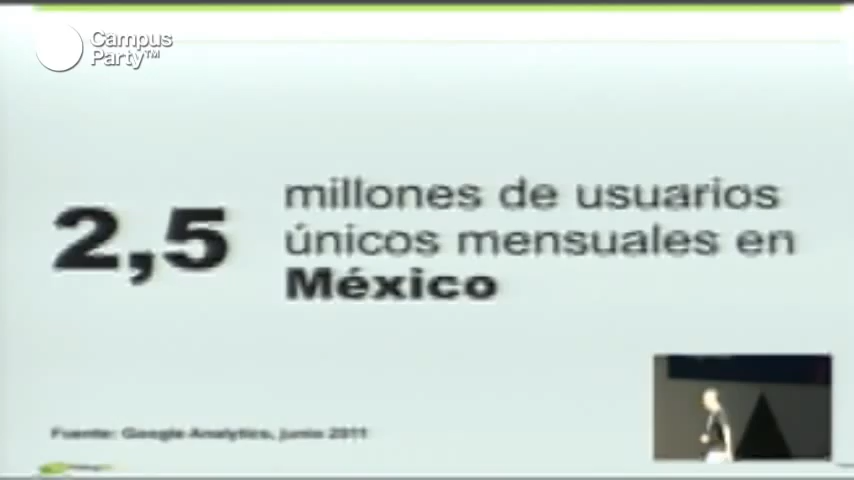 Campus
Party™
2,5
millones de usuarios
únicos mensuales en
México
Fuente: Google Analytics, junio 2011